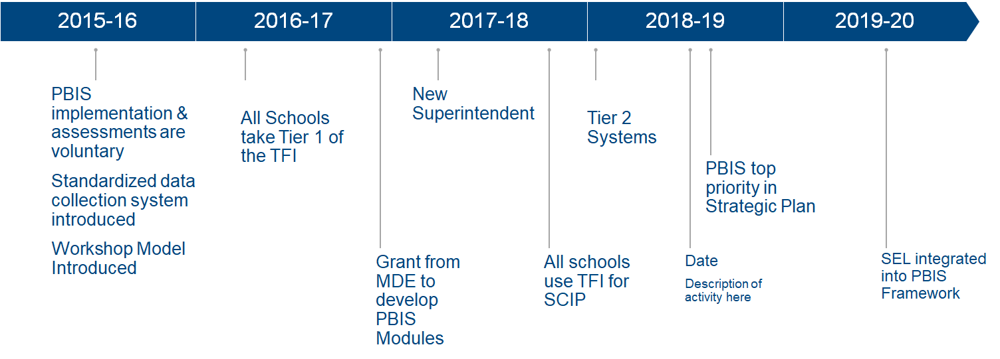 2015-16
2016-17
2017-18
2018-19
2019-20
PBIS
implementation &
assessments are
voluntary
Standardized data
collection system
introduced
Workshop Model
Introduced
All Schools
take Tier 1 of
the TFI
Grant from
MDE to
develop
PBIS
Modules
New
Superintendent
All schools
use TFI for
SCIP
Tier 2
Systems
Date
Description of
activity here
PBIS top
priority in
Strategic Plan
SEL integrated
into PBIS
Framework